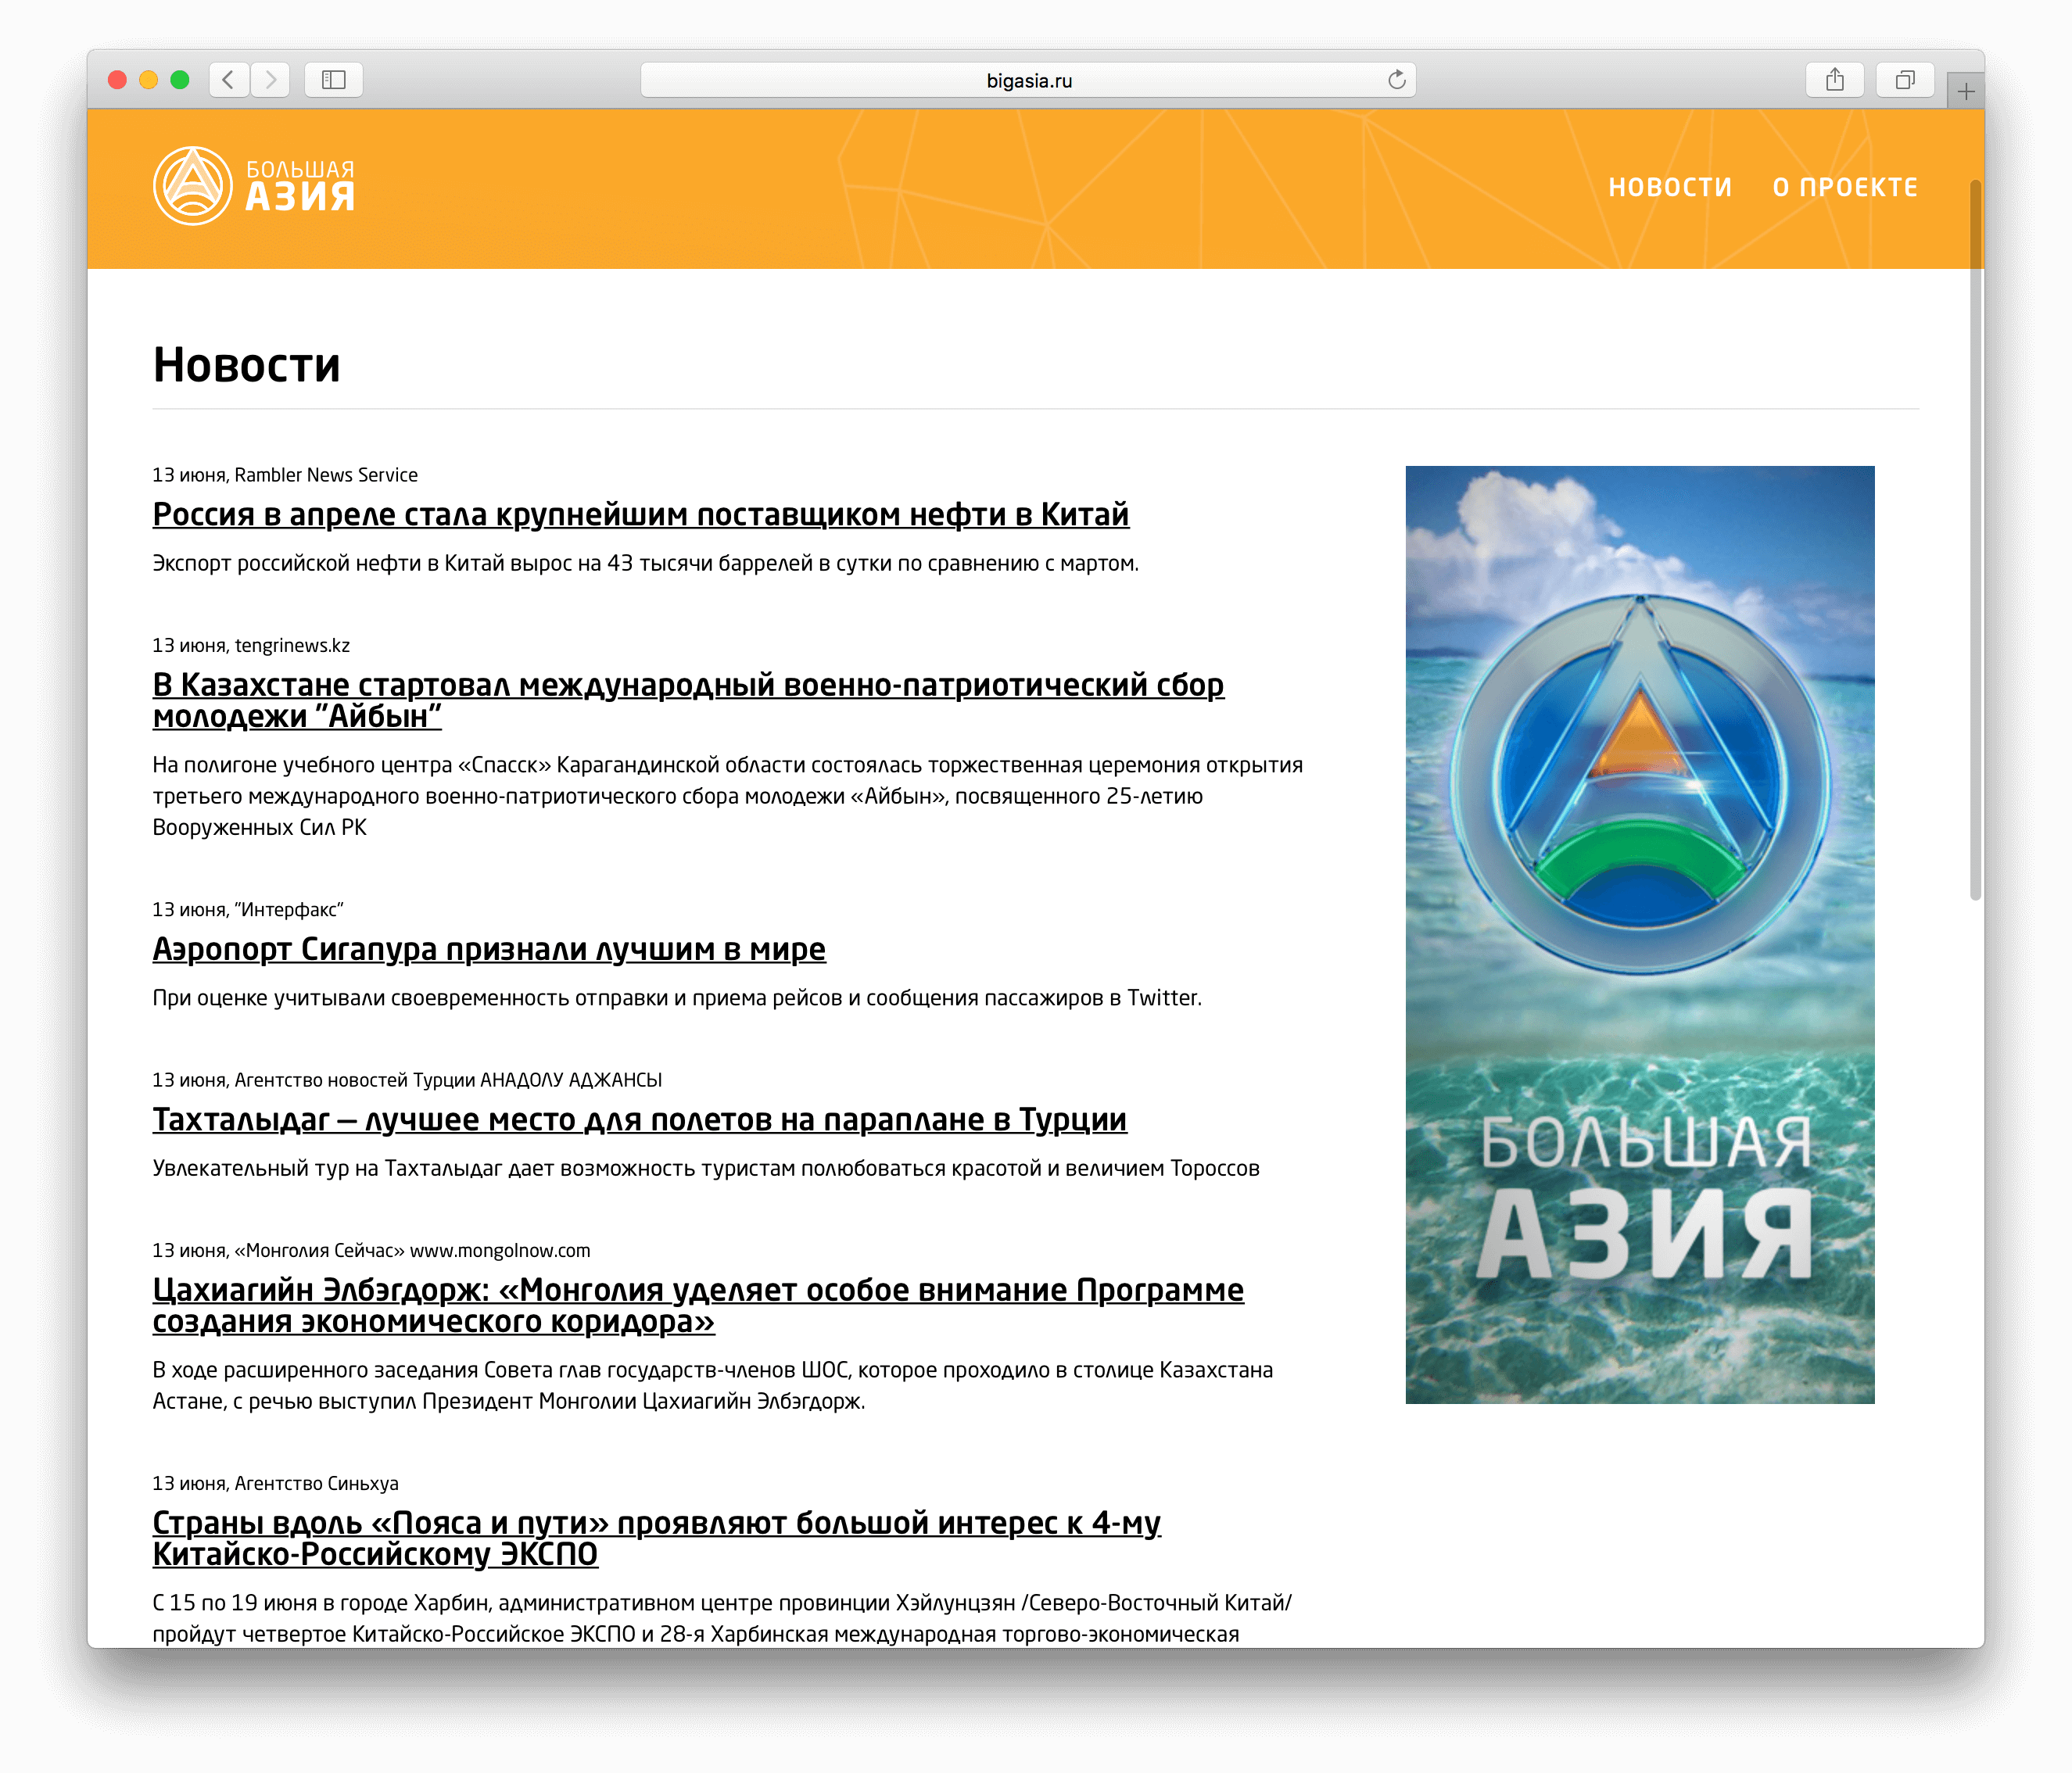 bigasia.ru
БОЛЬШАЯ
АЗИЯ
НОВОСТИ О ПРОЕКТЕ
Новости
13 июня, Rambler News Service
Россия в апреле стала крупнейшим поставщиком нефти в Китай
Экспорт российской нефти в Китай вырос на 43 тысячи баррелей в сутки по сравнению с мартом.
13 июня, tengrinews.kz
В Казахстане стартовал международный военно-патриотический сбор
молодежи "Айбын"
На полигоне учебного центра «Спасск» Карагандинской области состоялась торжественная церемония открытия
третьего международного военно-патриотического сбора молодежи «Айбын», посвященного 25-летию
Вооруженных Сил РК
13 июня, "Интерфакс"
Аэропорт Сигапура признали лучшим в мире
При оценке учитывали своевременность отправки и приема рейсов и сообщения пассажиров в Twitter.
13 июня, Агентство новостей Турции АНАДОЛУ АДЖАНСЫ
Тахталыдаг – лучшее место для полетов на параплане в Турции
Увлекательный тур на Тахталыдаг дает возможность туристам полюбоваться красотой и величием Тороссов
13 июня, «Монголия Сейчас» www.mongolnow.com
Цахиагийн Элбэгдорж: «Монголия уделяет особое внимание Программе
создания экономического коридора»
В ходе расширенного заседания Совета глав государств-членов ШОС, которое проходило в столице Казахстана
Астане, с речью выступил Президент Монголии Цахиагийн Элбэгдорж.
13 июня, Агентство Синьхуа
Страны вдоль «Пояса и пути» проявляют большой интерес к 4-му
Китайско-Российскому ЭКСПО
С 15 по 19 июня в городе Харбин, административном центре провинции Хэйлунцзян /Северо-Восточный Китай/
пройдут четвертое Китайско-Российское ЭКСПО и 28-я Харбинская международная торгово-экономическая
БОЛЬШАЯ
АЗИЯ